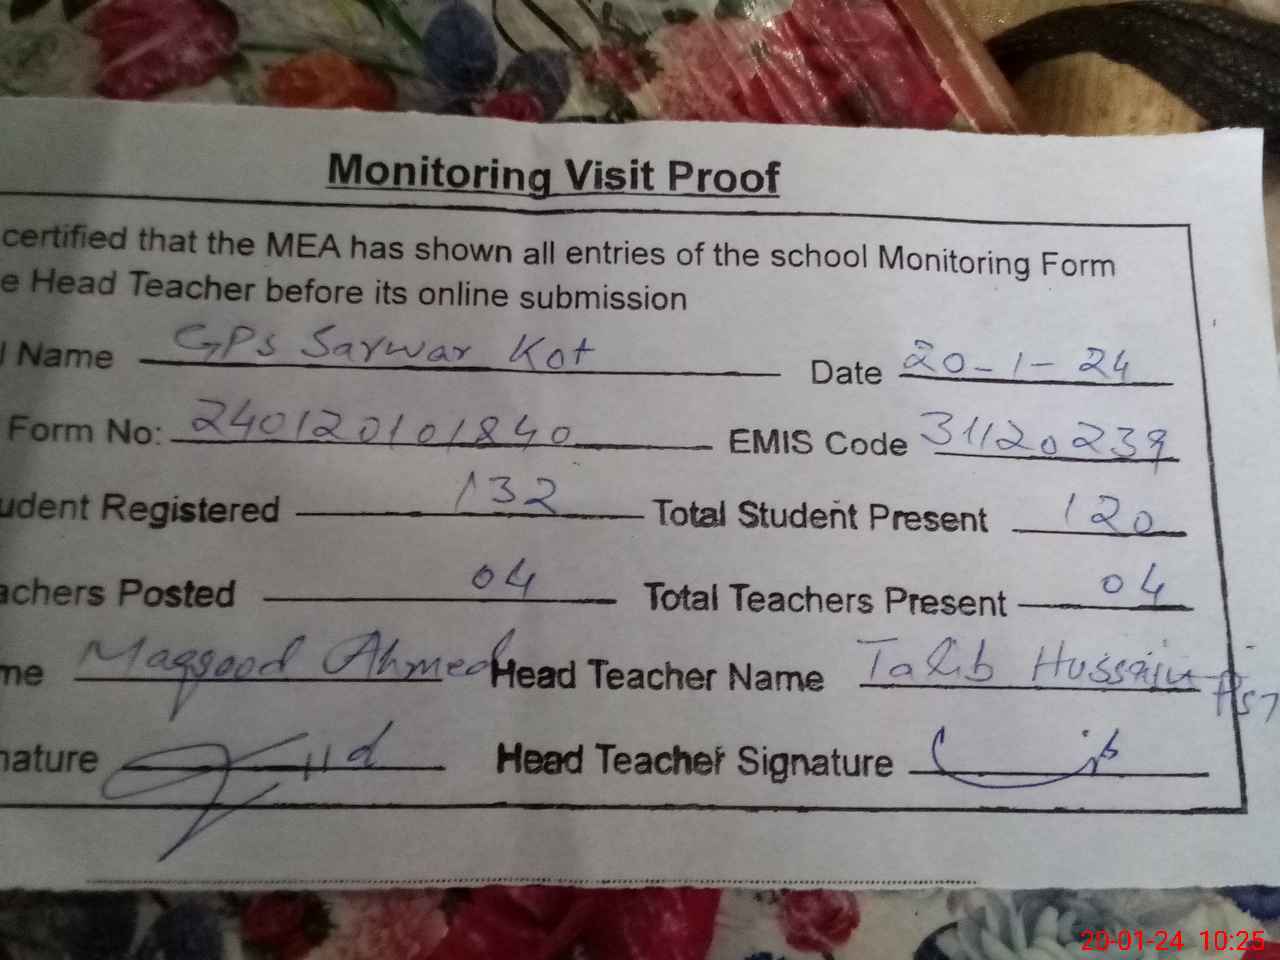 Monitoring Visit Proof
certified that the MEA has shown all entries of the school Monitoring Form
e Head Teacher before its online submission
l Name GPS Sarwar Kot Date 20-1-24
Form No: 240120101840 EMIS Code 31120239
udent Registered 132 Total Student Present 120
achers Posted 04 Total Teachers Present 04
me Maqsood Ahmed Head Teacher Name Talib Hussain PST
nature Head Teacher Signature
20-01-24 10:25